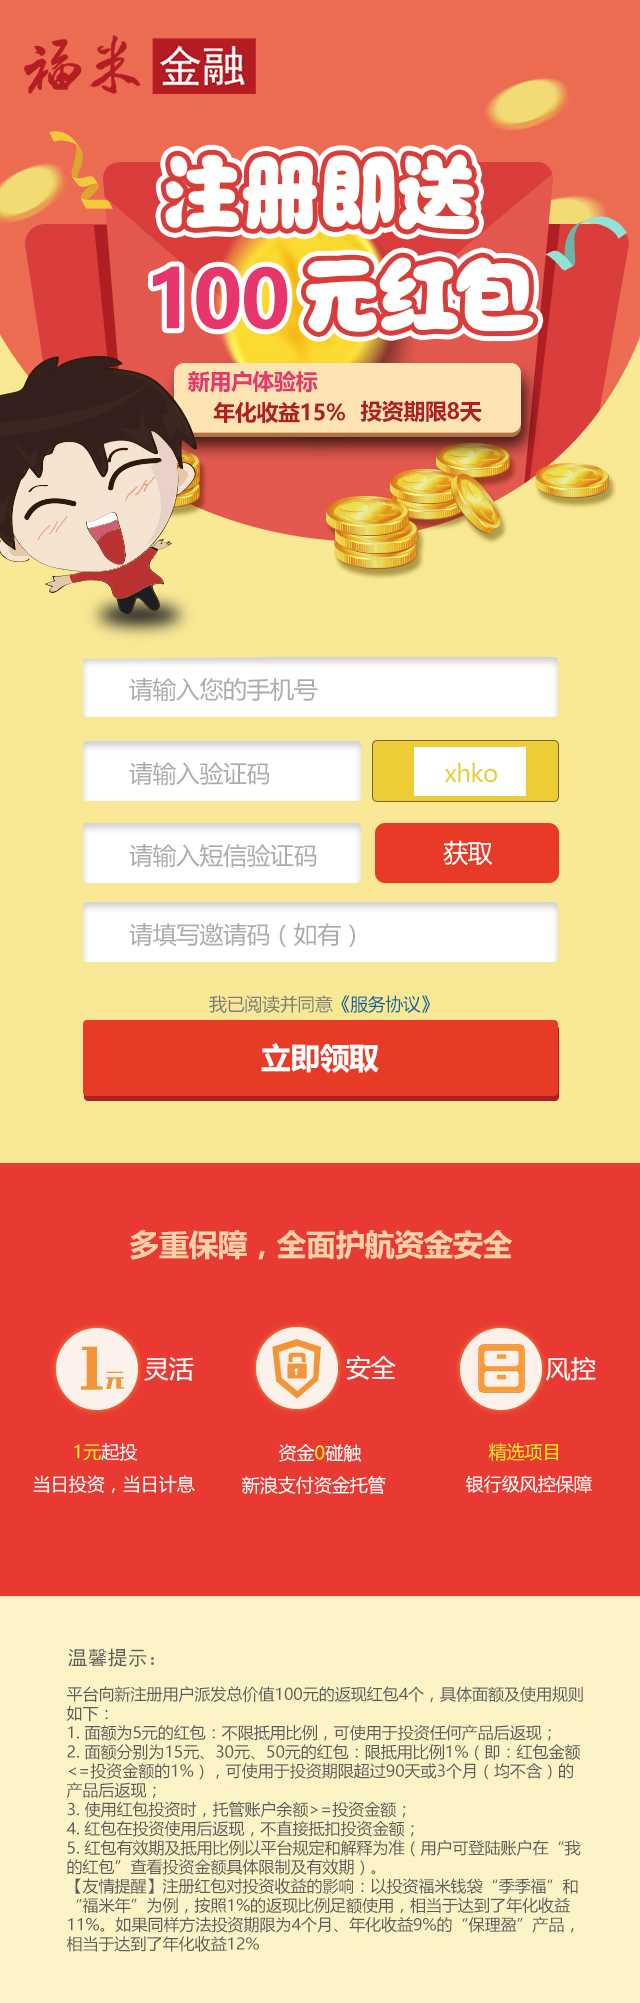 福米 金融
注册即送
100元红包
新用户体验标
年化收益15% 投资期限8天
请输入您的手机号
请输入验证码 xhko
请输入短信验证码 获取
请填写邀请码（如有）
我已阅读并同意《服务协议》
立即领取
多重保障，全面护航资金安全
1π 灵活 安全 风控
1元起投 资金0碰触 精选项目
当日投资，当日计息 新浪支付资金托管 银行级风控保障
温馨提示：
平台向新注册用户派发总价值100元的返现红包4个，具体面额及使用规则
如下：
1. 面额为5元的红包：不限抵用比例，可使用于投资任何产品后返现；
2. 面额分别为15元、30元、50元的红包：限抵用比例1%（即：红包金额
<=投资金额的1%），可使用于投资期限超过90天或3个月（均不含）的
产品后返现；
3. 使用红包投资时，托管账户余额>=投资金额；
4. 红包在投资使用后返现，不直接抵扣投资金额；
5. 红包有效期及抵用比例以平台规定和解释为准（用户可登陆账户在“我
的红包”查看投资金额具体限制及有效期）。
【友情提醒】注册红包对投资收益的影响：以投资福米钱袋“季季福”和
“福米年”为例，按照1%的返现比例足额使用，相当于达到了年化收益
11%。如果同样方法投资期限为4个月、年化收益9%的“保理盈”产品，
相当于达到了年化收益12%